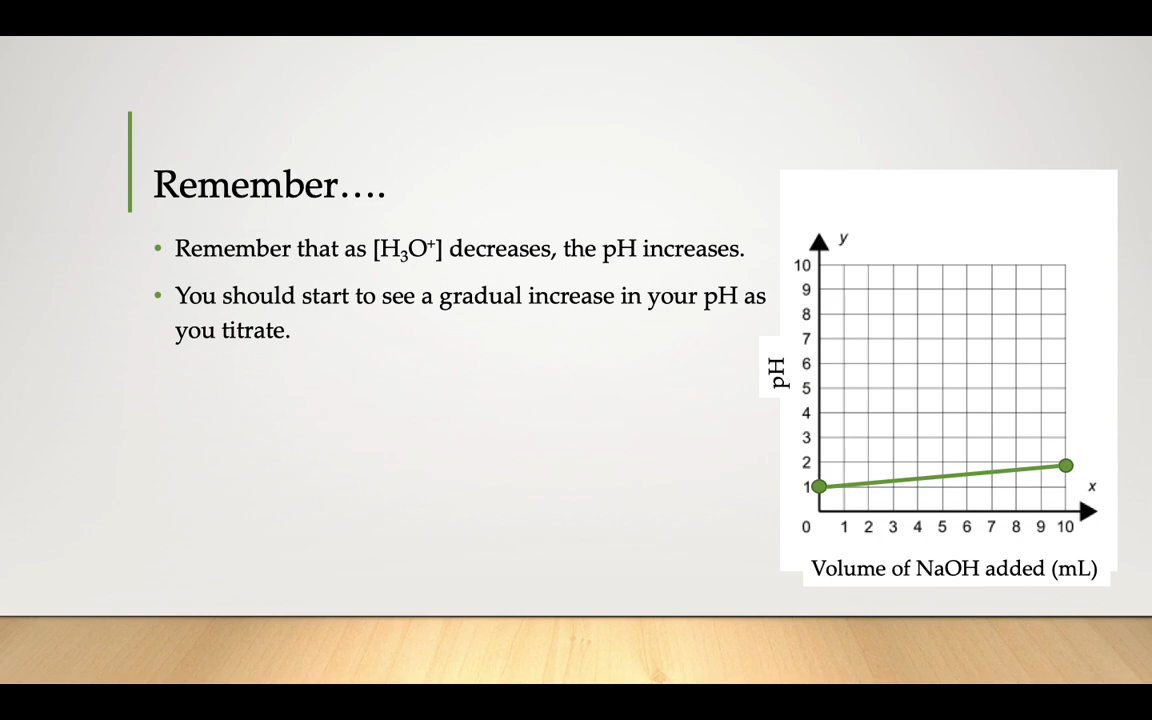 Remember….
• Remember that as [H₃O⁺] decreases, the pH increases.
• You should start to see a gradual increase in your pH as
you titrate.
y
10
9
8
7
6
5
4
3
2
1
pH
x
0 1 2 3 4 5 6 7 8 9 10
Volume of NaOH added (mL)